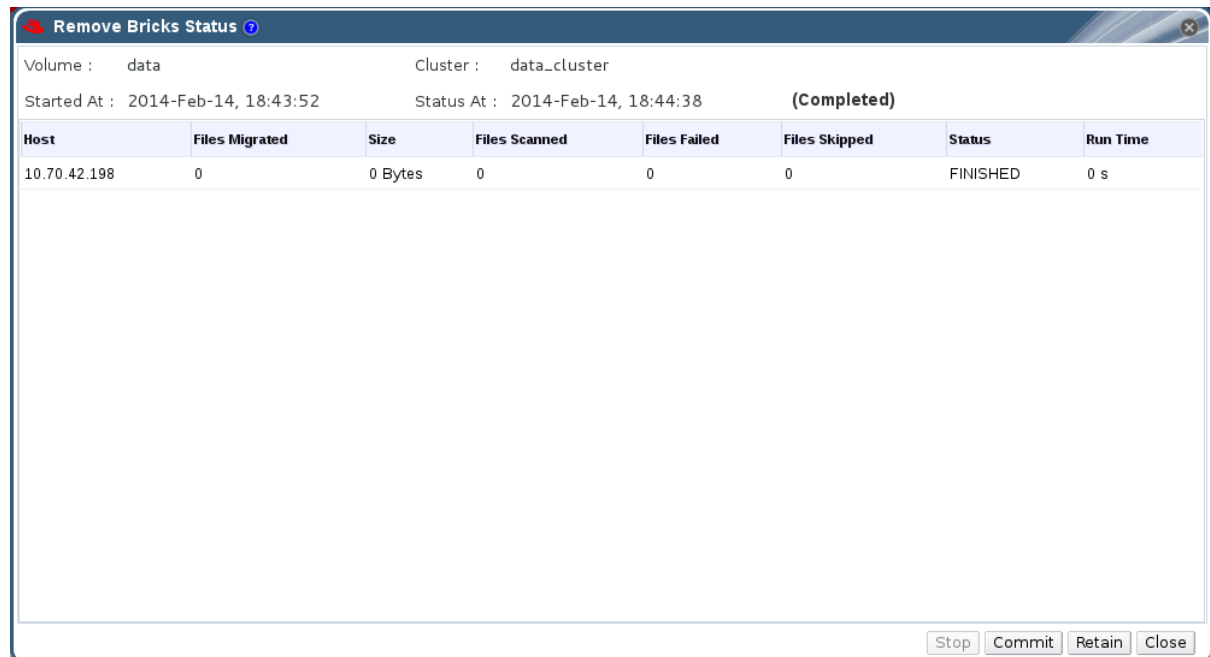 Remove Bricks Status ?
Volume : data Cluster : data_cluster
Started At : 2014-Feb-14, 18:43:52 Status At : 2014-Feb-14, 18:44:38 (Completed)
Host Files Migrated Size Files Scanned Files Failed Files Skipped Status Run Time
10.70.42.198 0 0 Bytes 0 0 0 FINISHED 0 s
Stop Commit Retain Close